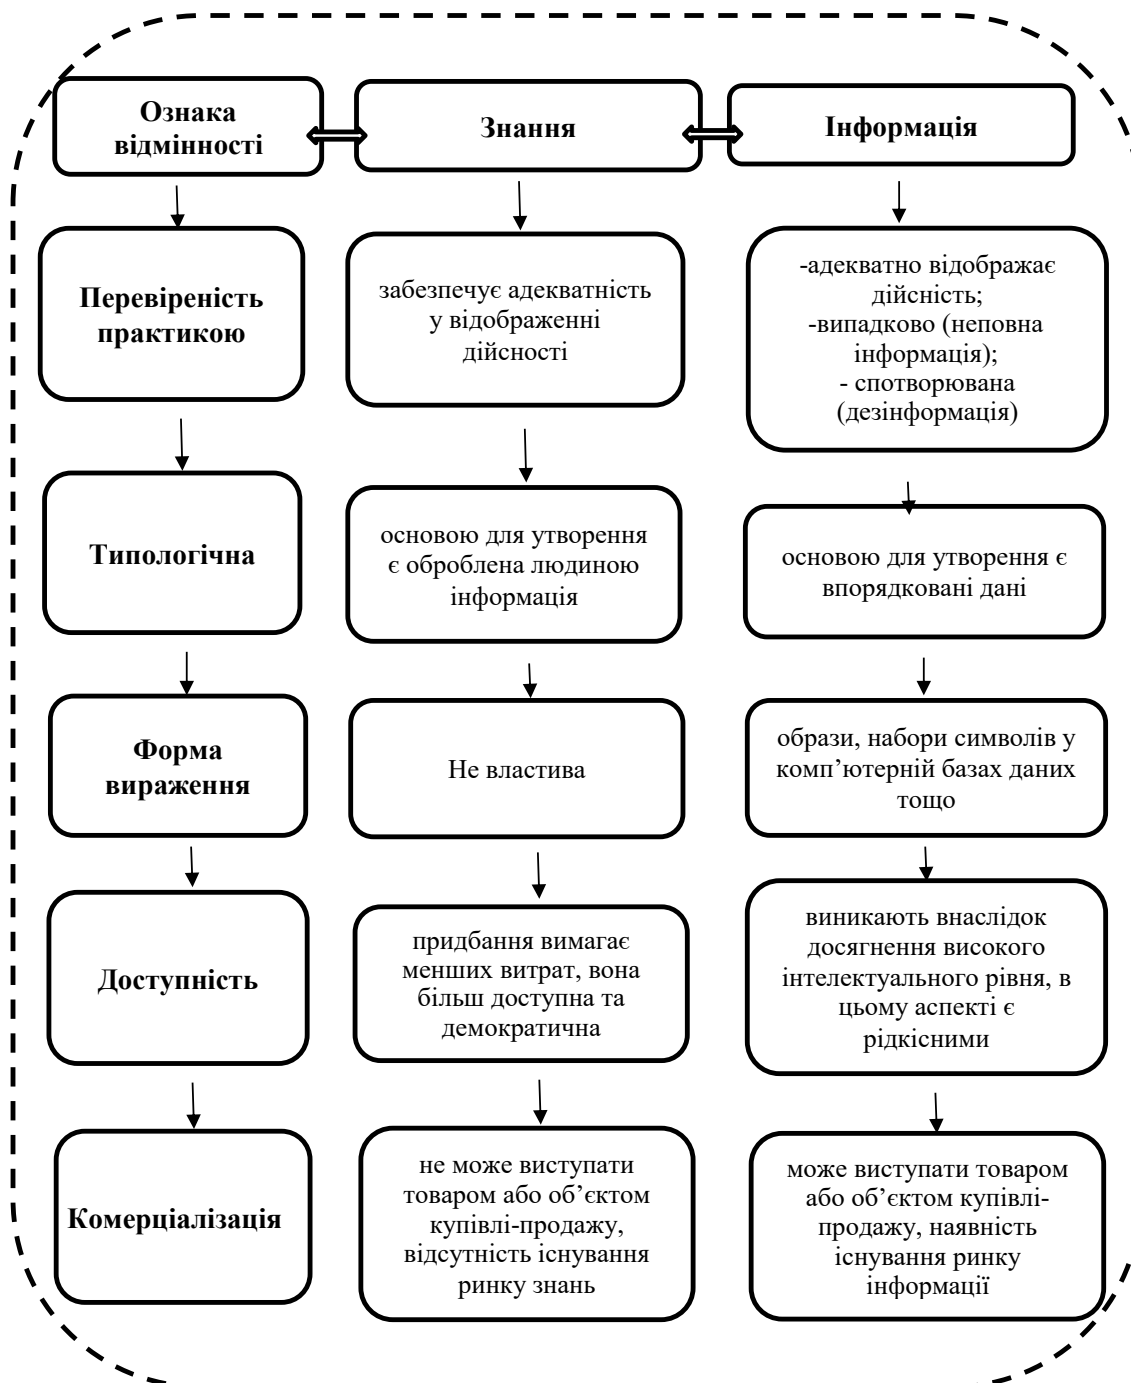 Ознака
відмінності
Знання
Інформація
Перевіреність
практикою
забезпечує адекватність
у відображенні
дійсності
-адекватно відображає
дійсність;
-випадково (неповна
інформація);
- спотворювана
(дезінформація)
Типологічна
основою для утворення
є оброблена людиною
інформація
основою для утворення є
впорядковані дані
Форма
вираження
Не властива
образи, набори символів у
комп’ютерній базах даних
тощо
Доступність
придбання вимагає
менших витрат, вона
більш доступна та
демократична
виникають внаслідок
досягнення високого
інтелектуального рівня, в
цьому аспекті є
рідкісними
Комерціалізація
не може виступати
товаром або об’єктом
купівлі-продажу,
відсутність існування
ринку знань
може виступати товаром
або об’єктом купівлі-
продажу, наявність
існування ринку
інформації